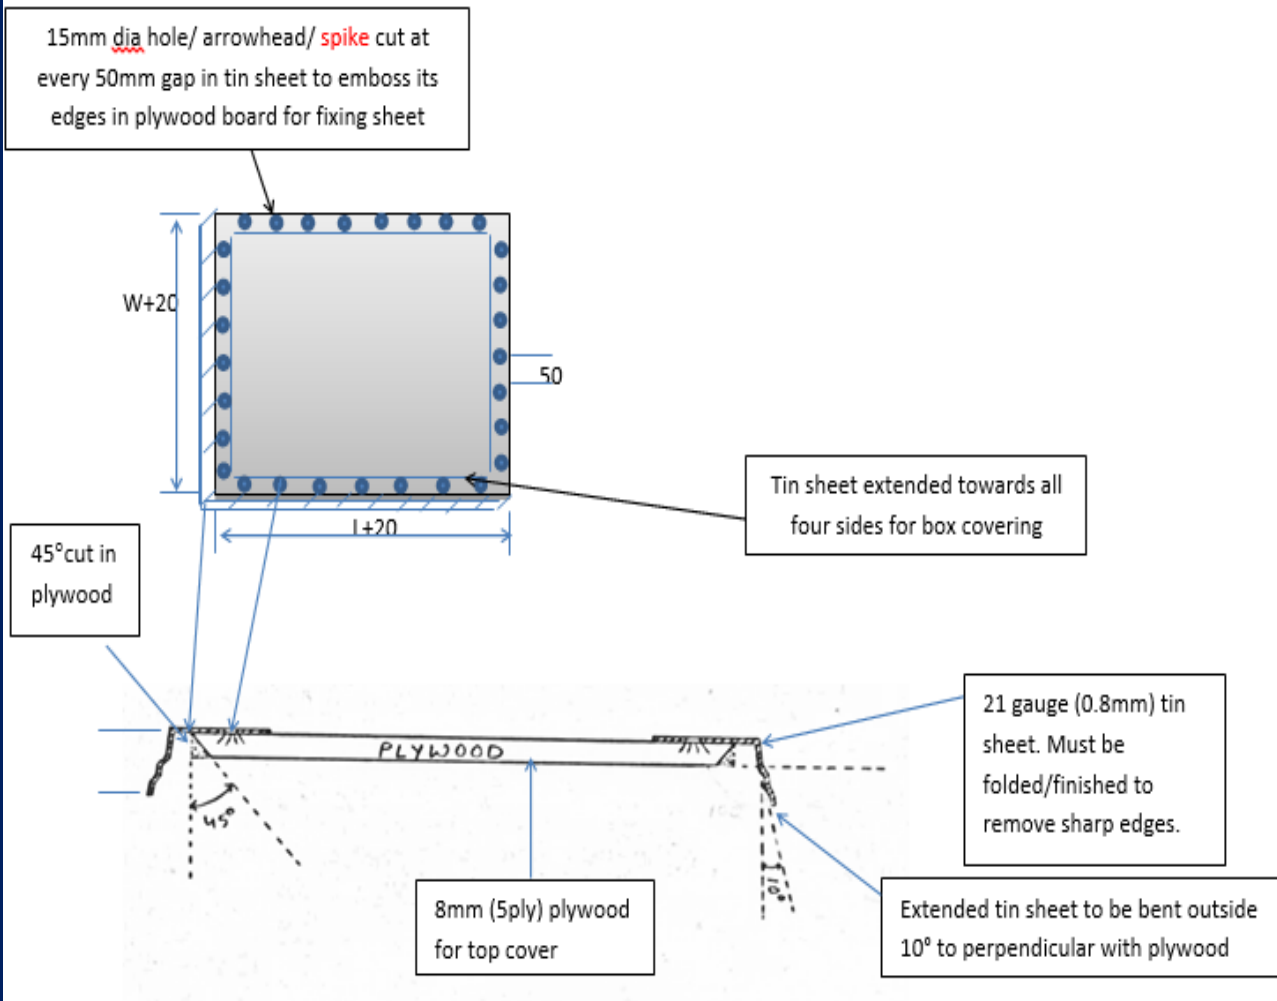 15mm dia hole/ arrowhead/ spike cut at
every 50mm gap in tin sheet to emboss its
edges in plywood board for fixing sheet
W+20
50
L+20
Tin sheet extended towards all
four sides for box covering
45°cut in
plywood
PLYWOOD
45°
10°
21 gauge (0.8mm) tin
sheet. Must be
folded/finished to
remove sharp edges.
8mm (5ply) plywood
for top cover
Extended tin sheet to be bent outside
10° to perpendicular with plywood